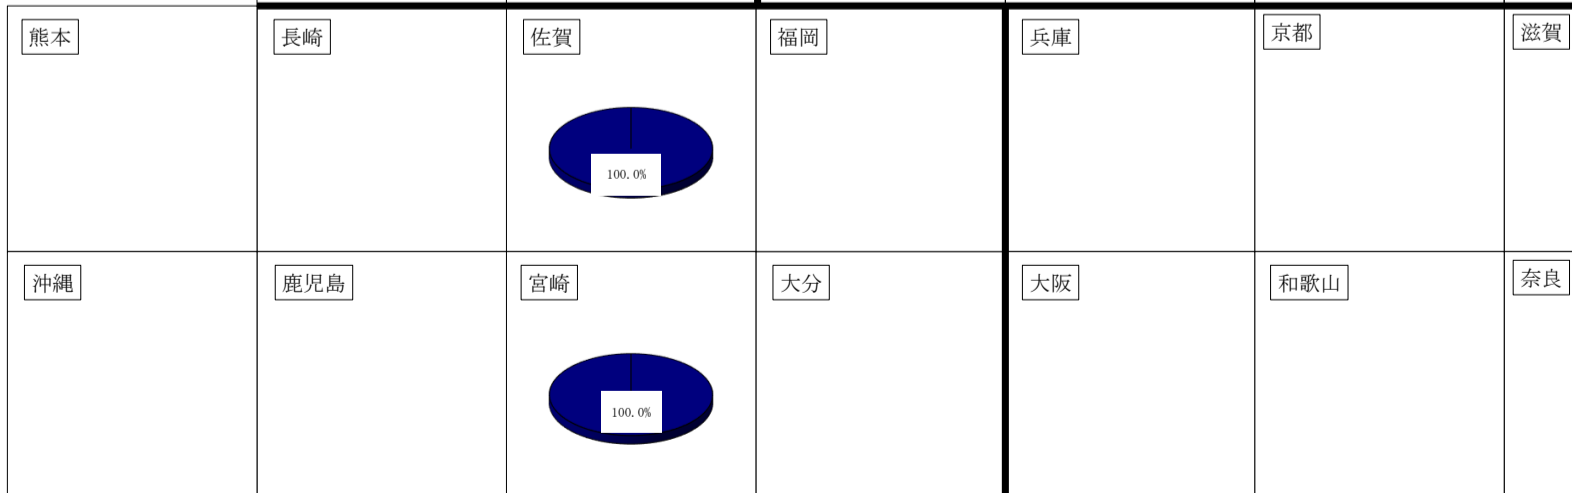 熊本
長崎
佐賀
福岡
兵庫
京都
滋賀
100.0%
沖縄
鹿児島
宮崎
大分
大阪
和歌山
奈良
100.0%